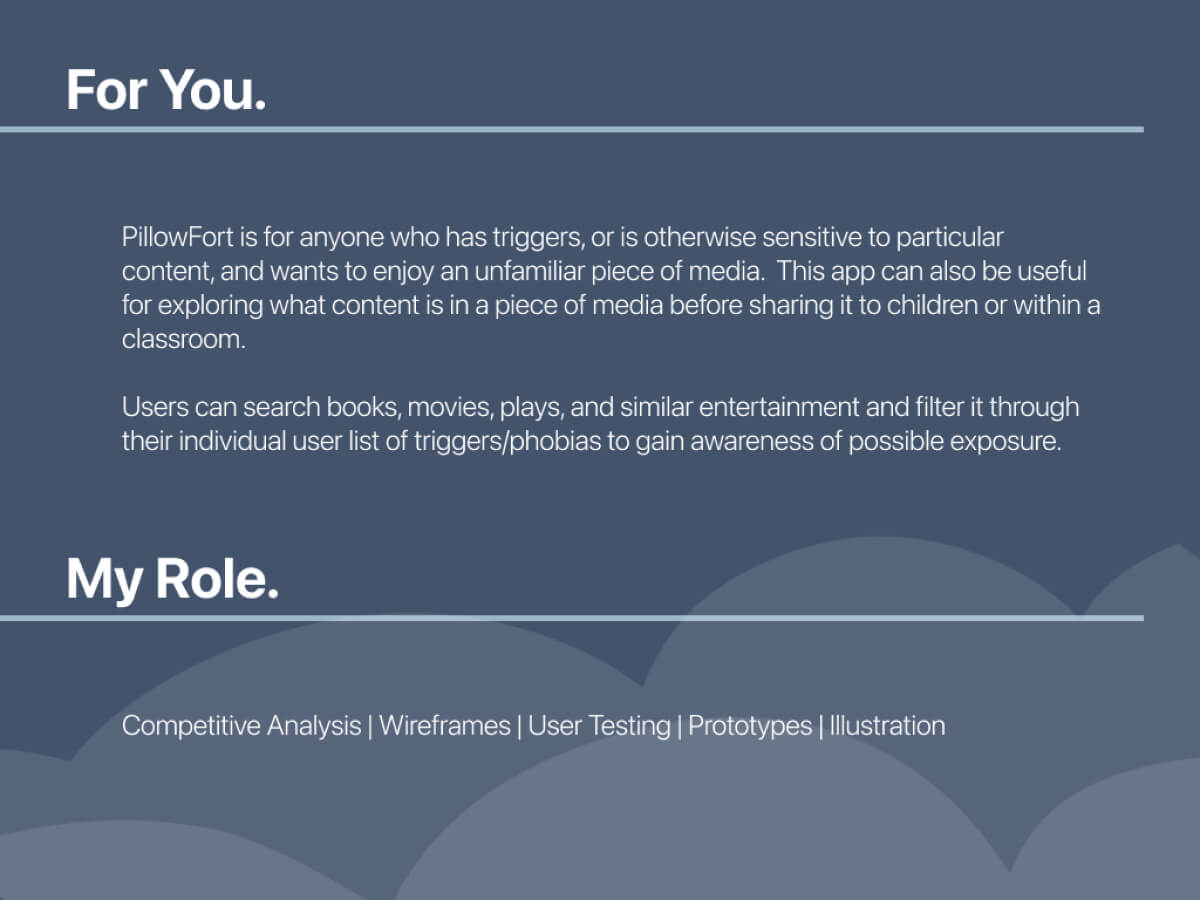 For You.
PillowFort is for anyone who has triggers, or is otherwise sensitive to particular
content, and wants to enjoy an unfamiliar piece of media.  This app can also be useful
for exploring what content is in a piece of media before sharing it to children or within a
classroom.
Users can search books, movies, plays, and similar entertainment and filter it through
their individual user list of triggers/phobias to gain awareness of possible exposure.
My Role.
Competitive Analysis | Wireframes | User Testing | Prototypes | Illustration